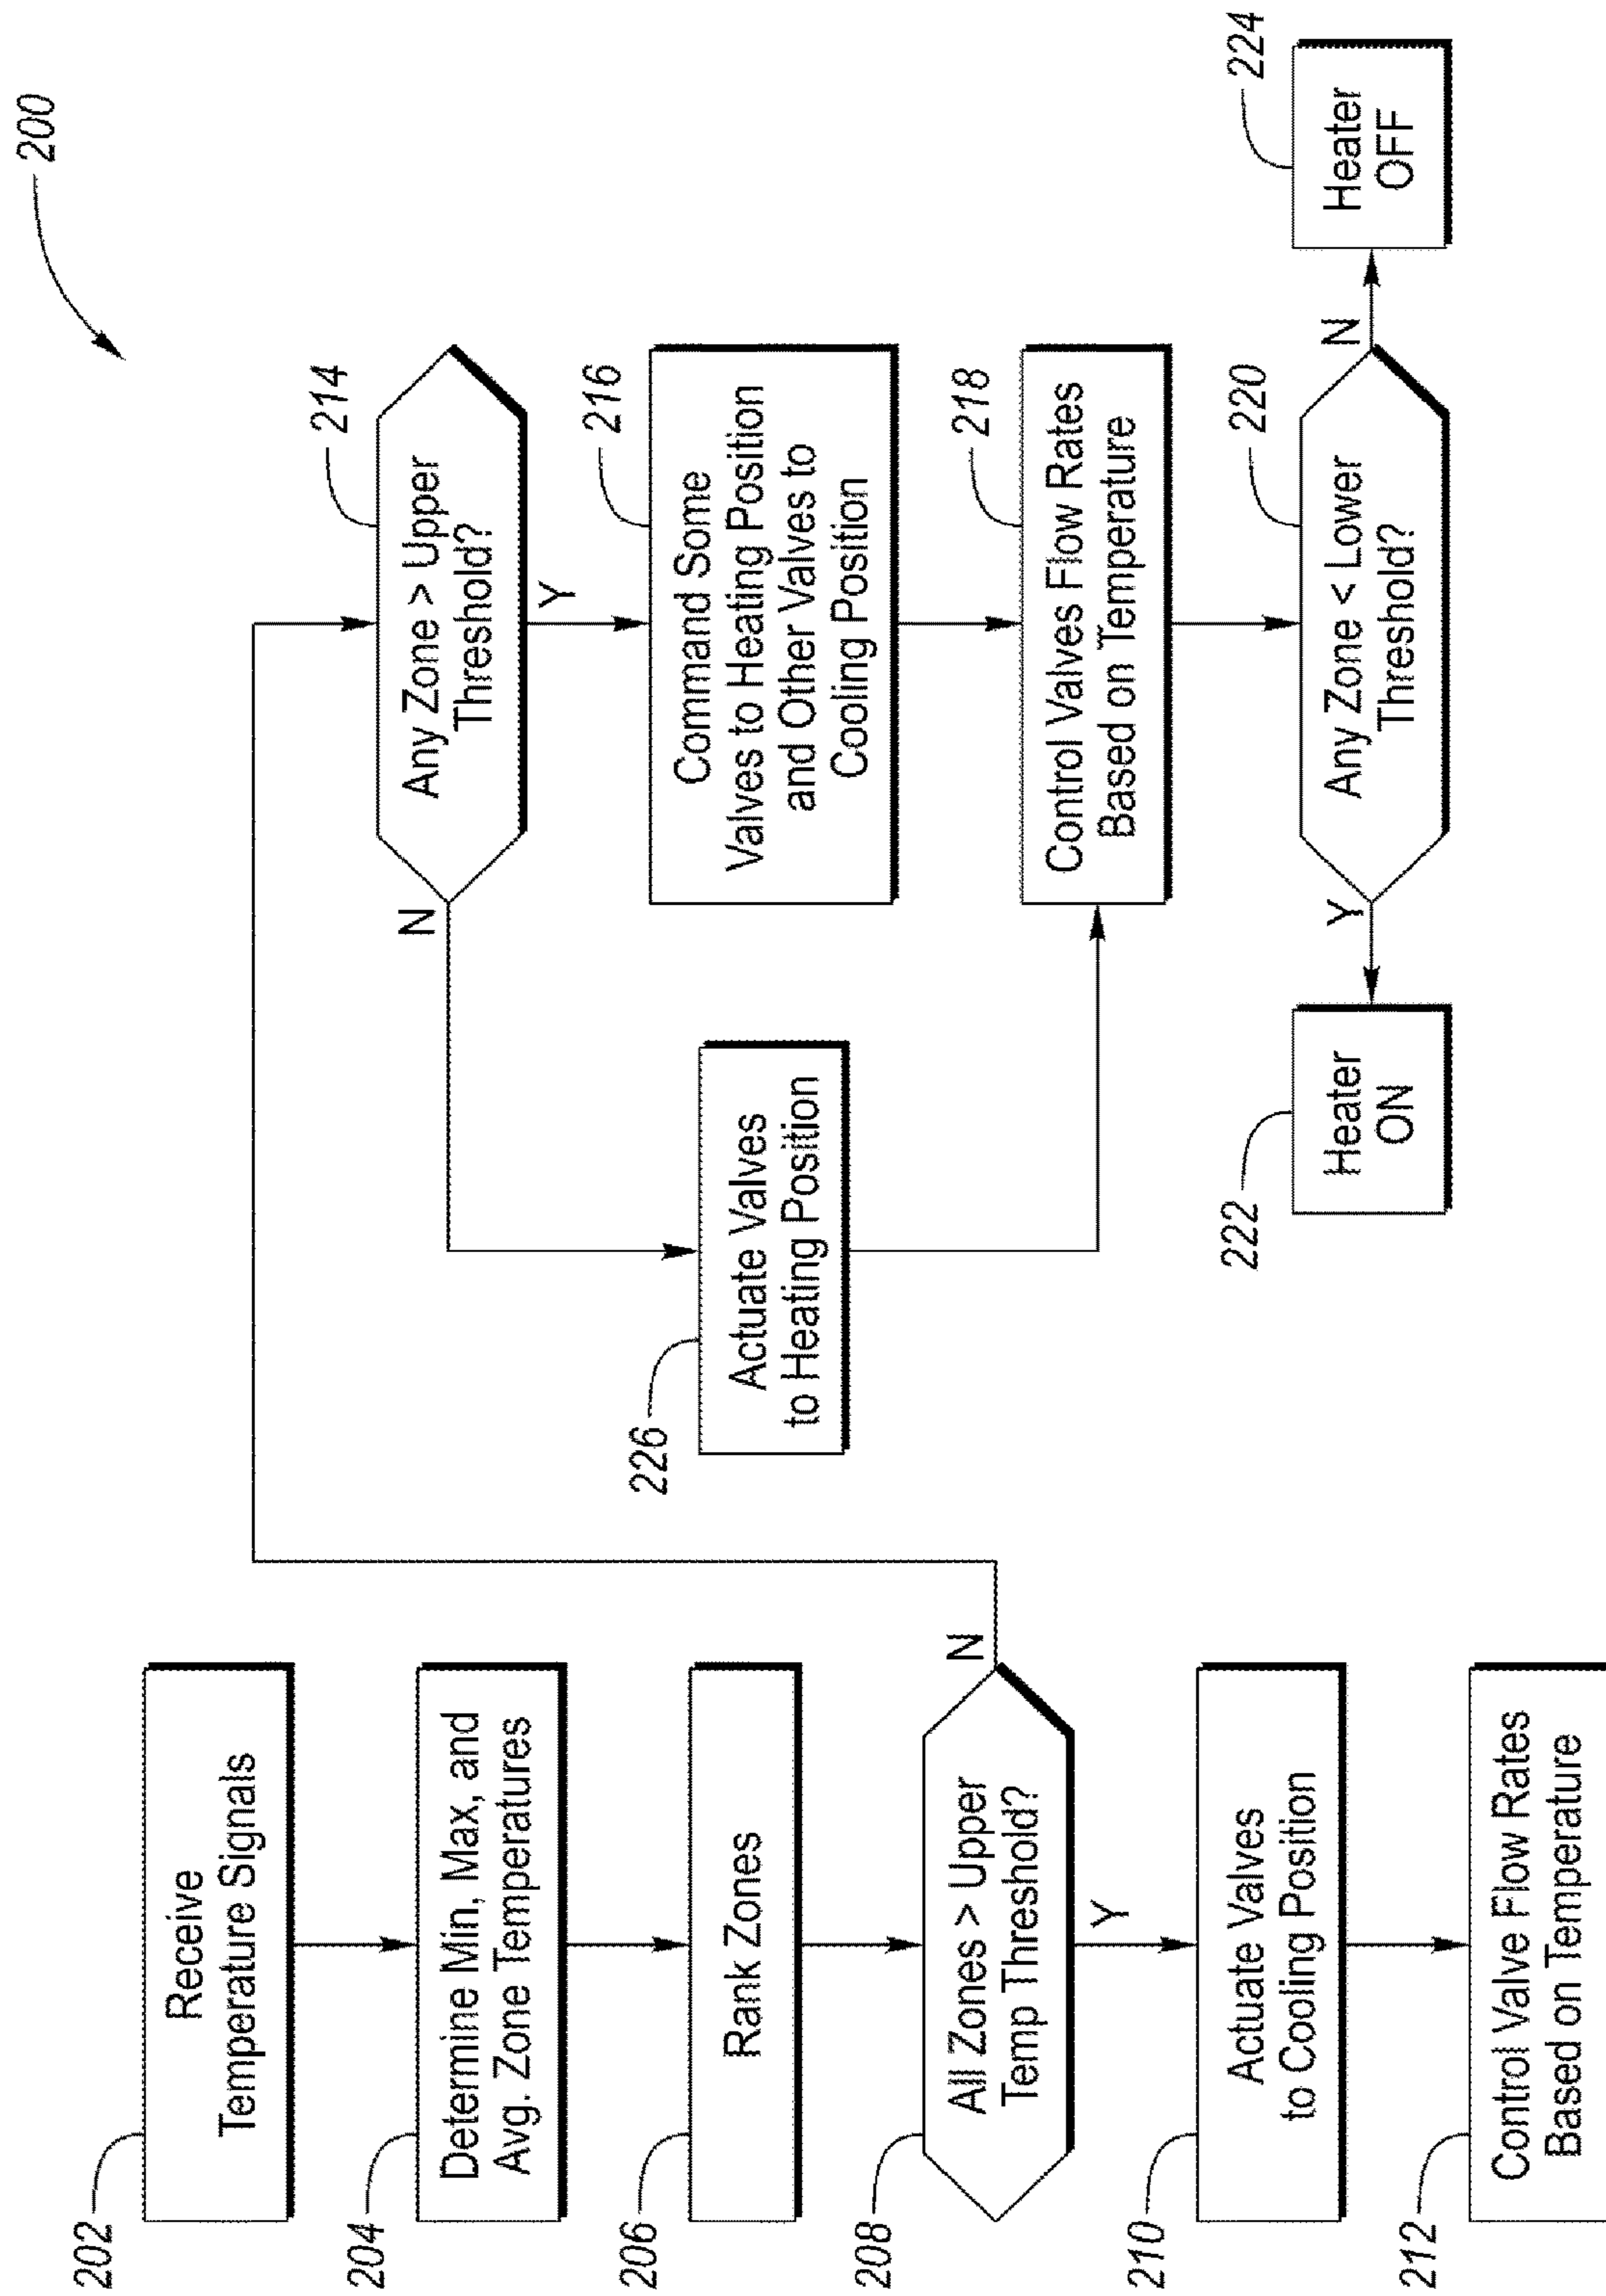 200
202
Receive
Temperature Signals
204
Determine Min, Max, and
Avg. Zone Temperatures
206
Rank Zones
208
All Zones > Upper
Temp Threshold?
N
Y
210
Actuate Valves
to Cooling Position
212
Control Valve Flow Rates
Based on Temperature
214
Any Zone > Upper
Threshold?
N
Y
216
Command Some
Valves to Heating Position
and Other Valves to
Cooling Position
226
Actuate Valves
to Heating Position
218
Control Valves Flow Rates
Based on Temperature
220
Any Zone < Lower
Threshold?
Y
N
222
Heater
ON
224
Heater
OFF